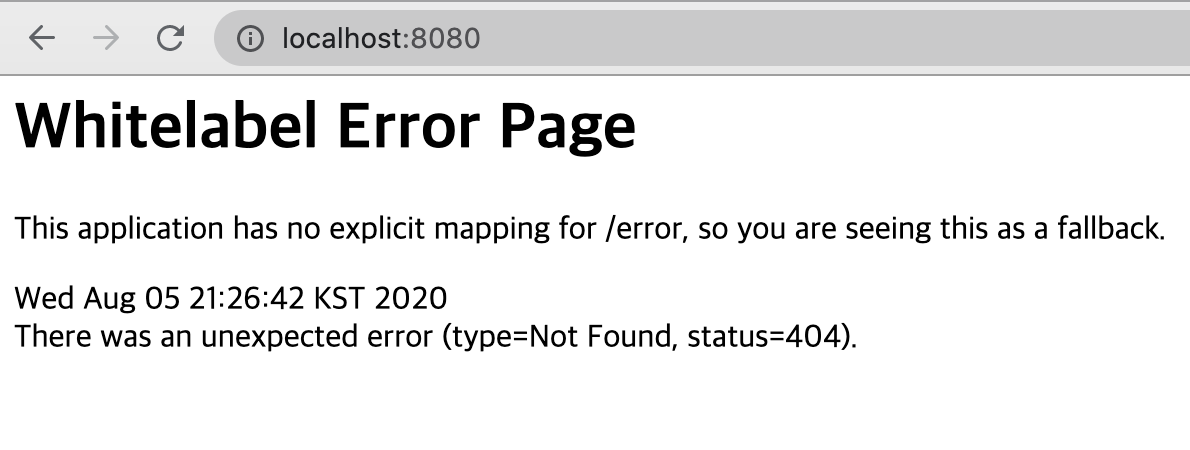 localhost:8080
Whitelabel Error Page
This application has no explicit mapping for /error, so you are seeing this as a fallback.
Wed Aug 05 21:26:42 KST 2020
There was an unexpected error (type=Not Found, status=404).